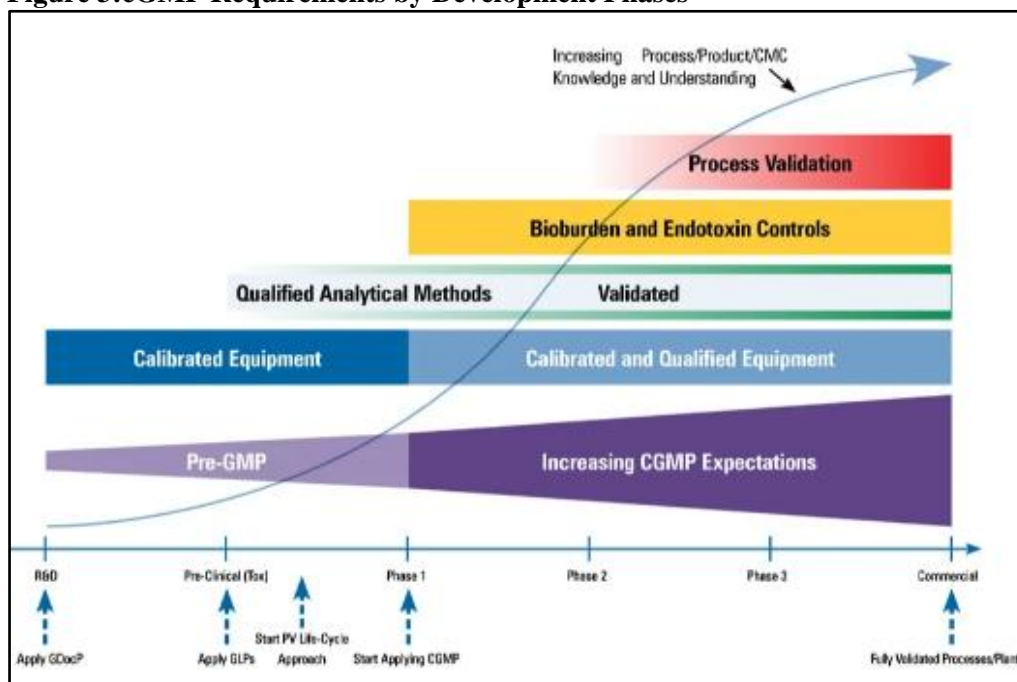 Figure 3:cGMP Requirements by Development Phases
Increasing Process/Product/CMC
Knowledge and Understanding
Process Validation
Bioburden and Endotoxin Controls
Qualified Analytical Methods Validated
Calibrated Equipment Calibrated and Qualified Equipment
Pre-GMP Increasing CGMP Expectations
R&D Pre-Clinical (Tox) Phase 1 Phase 2 Phase 3 Commercial
Start PV Life-Cycle
Apply GDocP Apply GLPs Approach Start Applying CGMP Fully Validated Processes/Plant